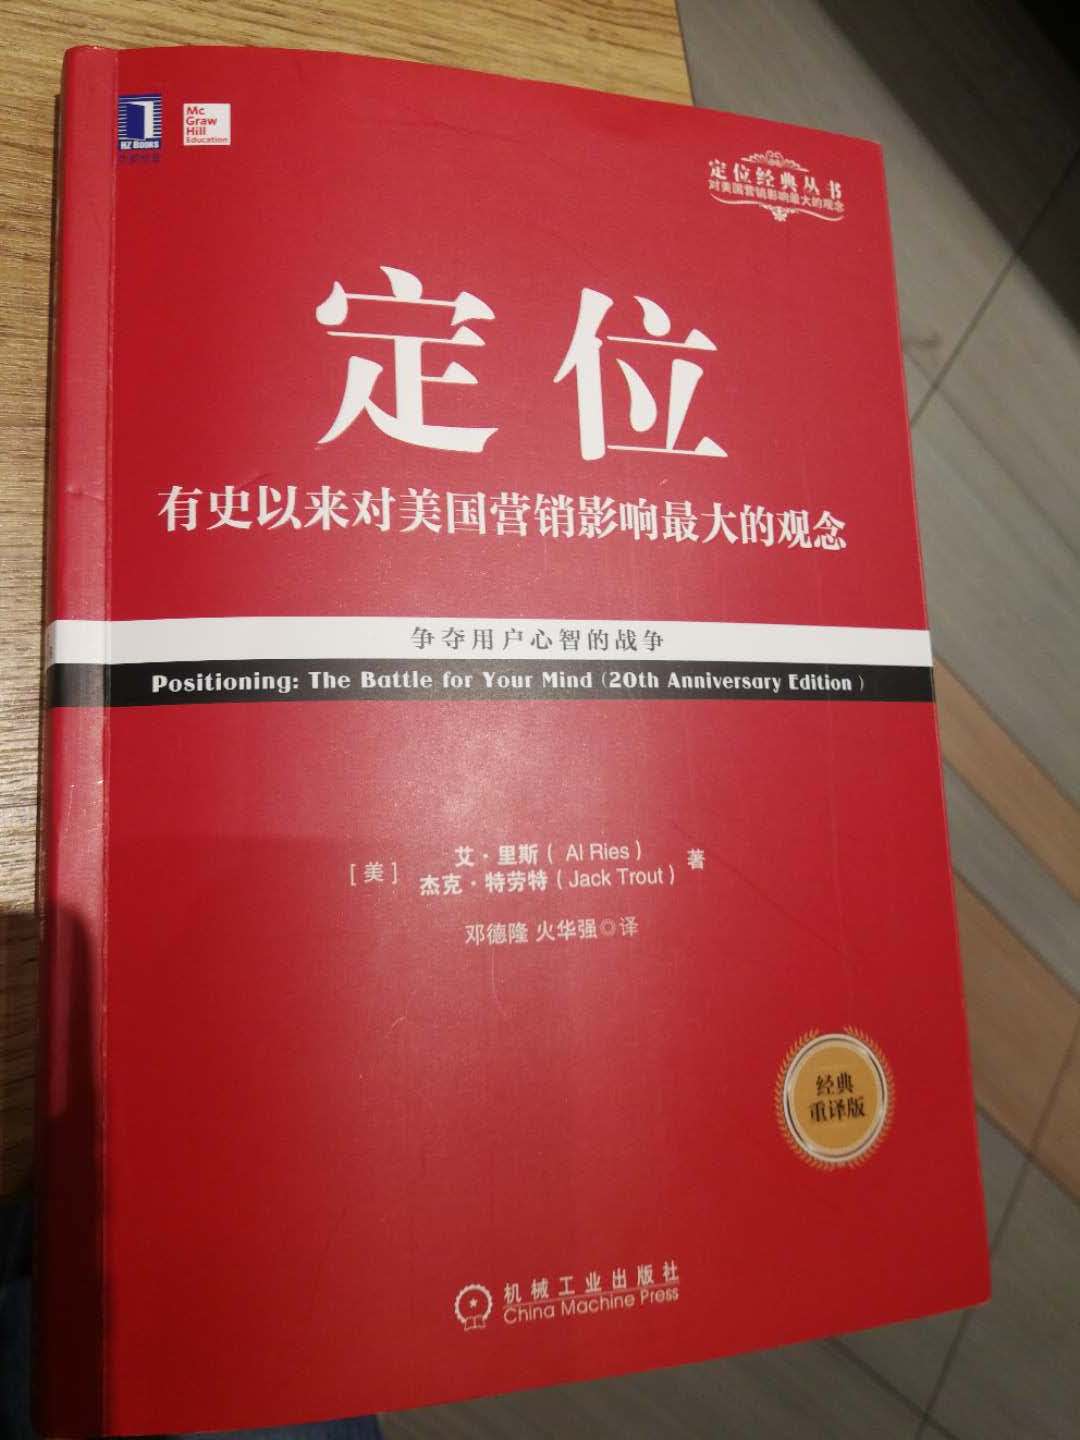 HZ BOOKS
Mc
Graw
Hill
Education
定位经典丛书
对美国营销影响最大的观念
定位
有史以来对美国营销影响最大的观念
争夺用户心智的战争
Positioning: The Battle for Your Mind (20th Anniversary Edition)
[美] 艾·里斯(Al Ries)
杰克·特劳特(Jack Trout) 著
邓德隆 火华强◎译
经典
重译版
机械工业出版社
China Machine Press